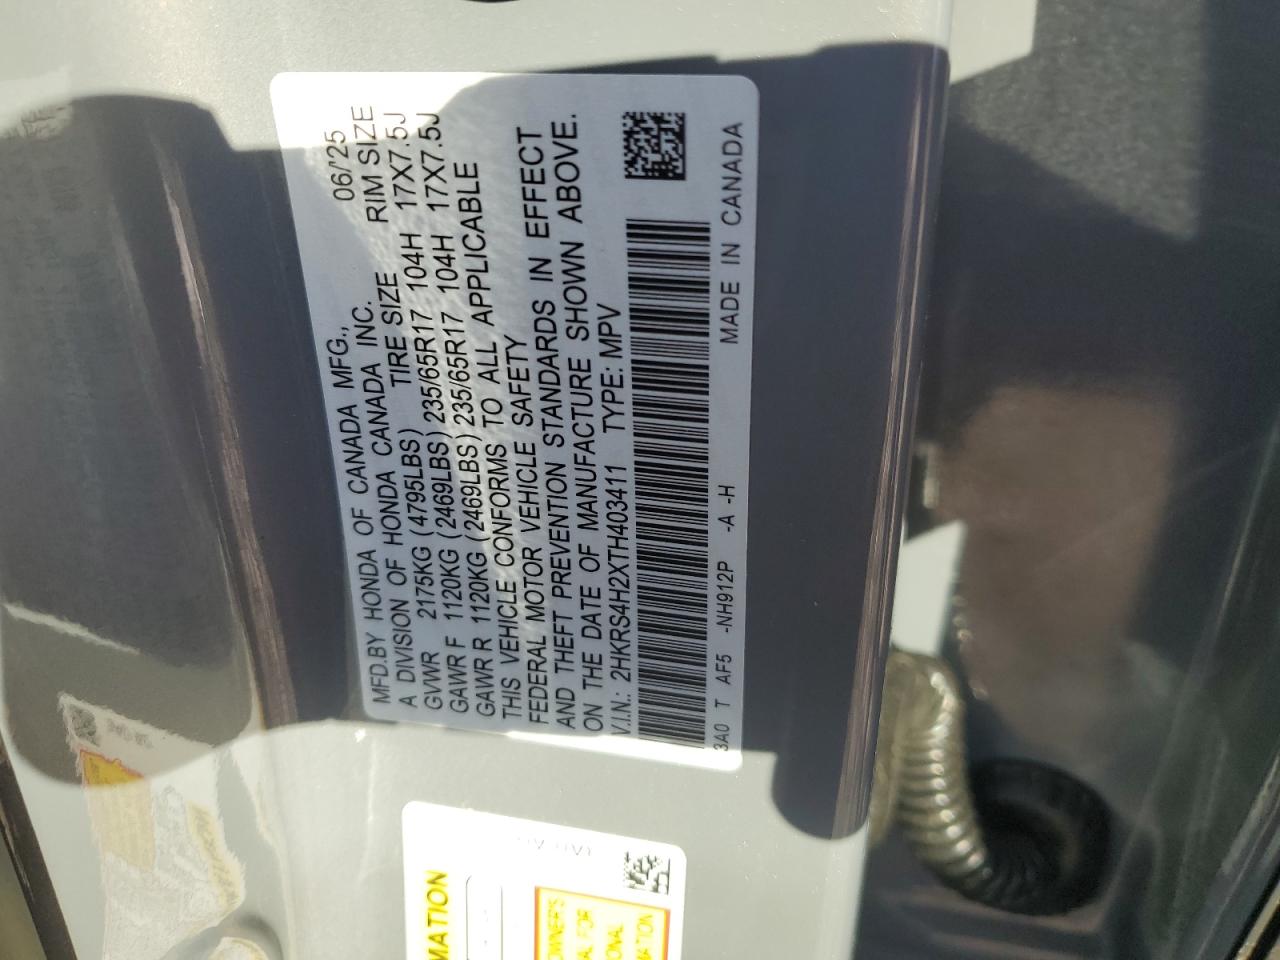 MFD.BY HONDA OF CANADA MFG., 06/25
A DIVISION OF HONDA CANADA INC.
TIRE SIZE RIM SIZE
GVWR 2175KG (4795LBS)
GAWR F 1120KG (2469LBS) 235/65R17 104H 17X7.5J
GAWR R 1120KG (2469LBS) 235/65R17 104H 17X7.5J
THIS VEHICLE CONFORMS TO ALL APPLICABLE
FEDERAL MOTOR VEHICLE SAFETY
AND THEFT PREVENTION STANDARDS IN EFFECT
ON THE DATE OF MANUFACTURE SHOWN ABOVE.
V.I.N.: 2HKRS4H2XTH403411 TYPE: MPV
3A0 T AF5 -NH912P -A -H MADE IN CANADA
MATION
OWNER'S
FOR